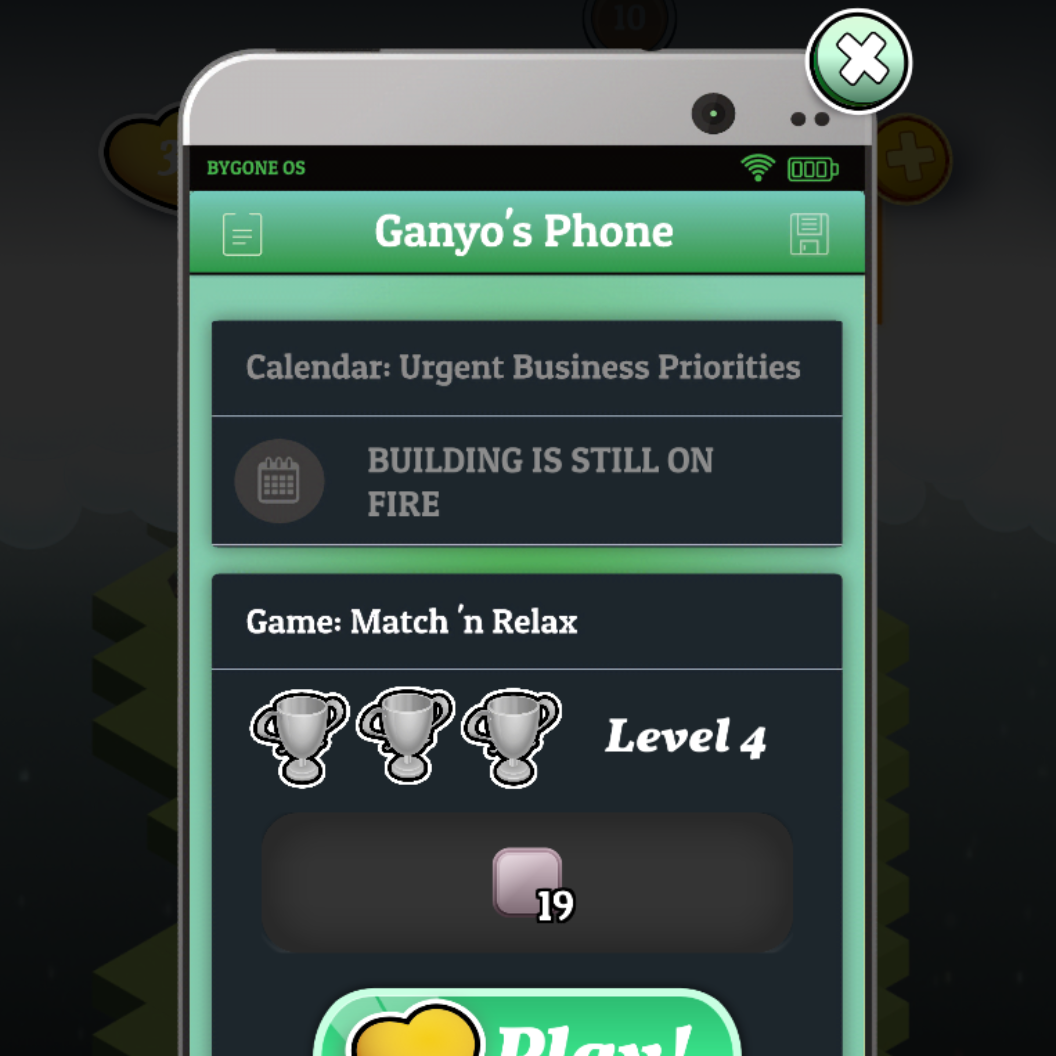 10
3
BYGONE OS
Ganyo's Phone
Calendar: Urgent Business Priorities
BUILDING IS STILL ON
FIRE
Game: Match 'n Relax
Level 4
19
Play!